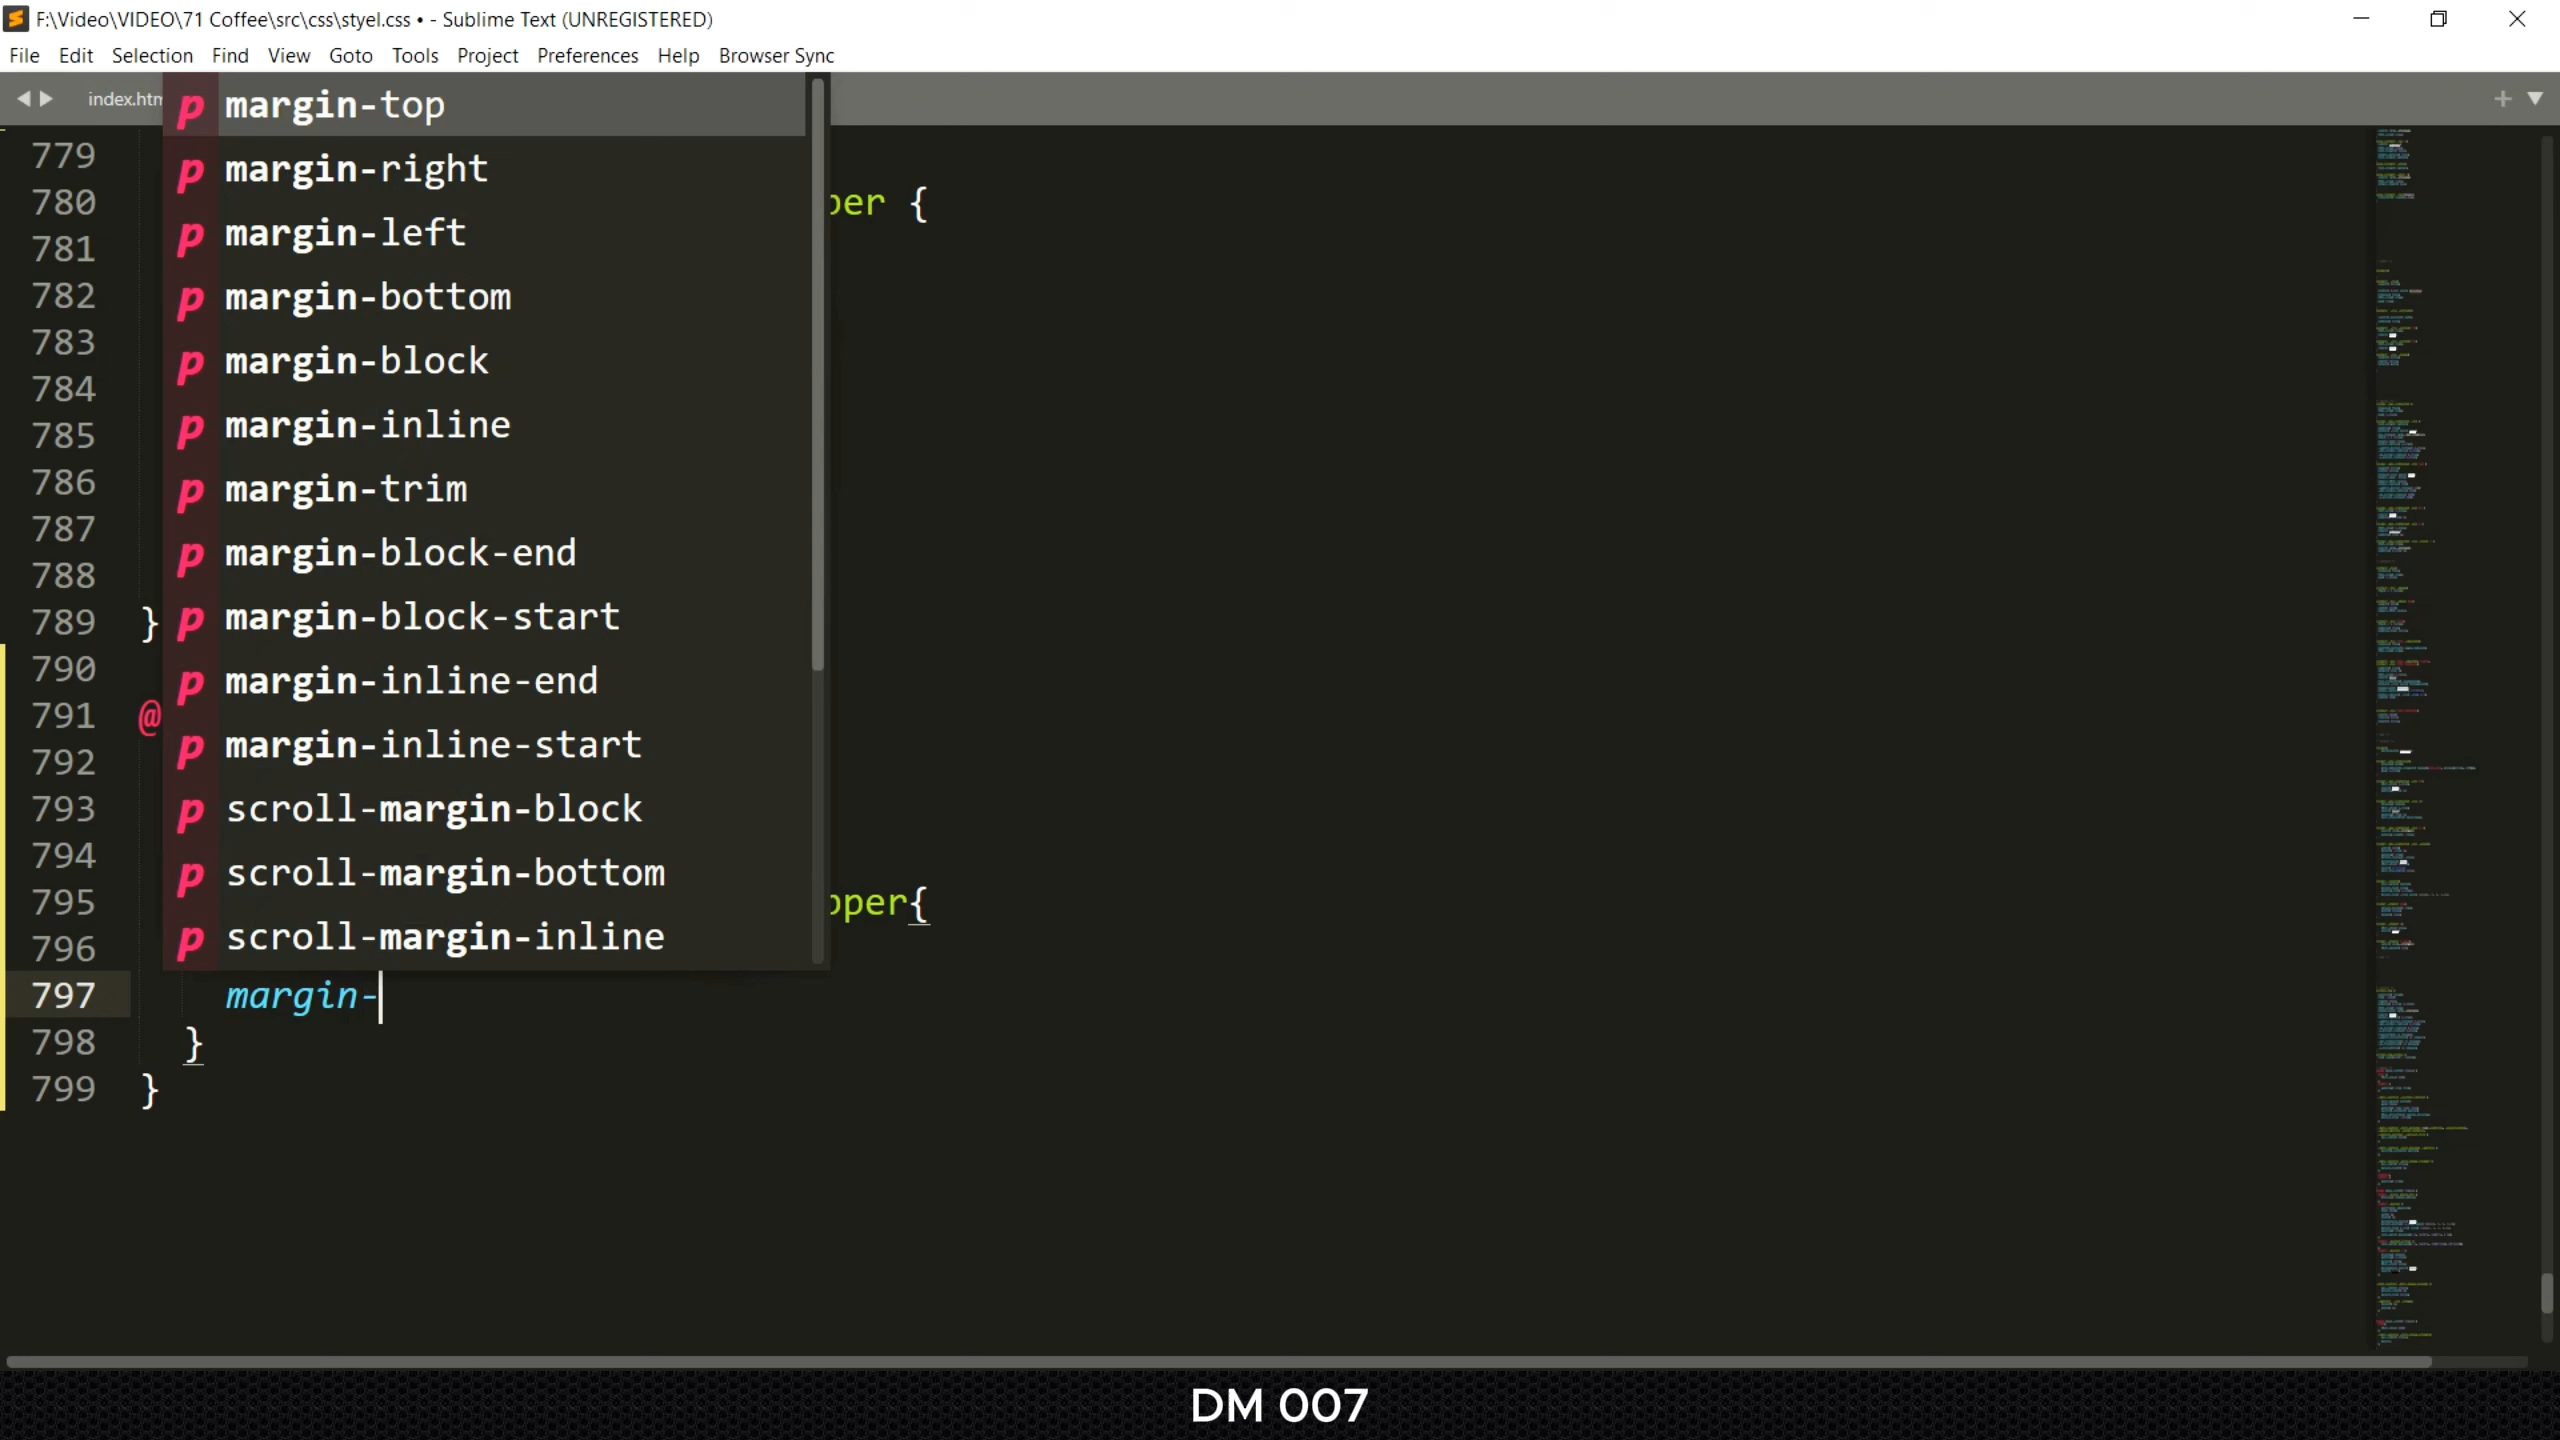 F:\Video\VIDEO\71 Coffee\src\css\styel.css • - Sublime Text (UNREGISTERED)
File Edit Selection Find View Goto Tools Project Preferences Help Browser Sync
index.htm
p margin-top
779
p margin-right
780 per {
p margin-left
781
p margin-bottom
782
783
p margin-block
784
p margin-inline
785
p margin-trim
786
787
p margin-block-end
788
p margin-block-start
789 }
790
p margin-inline-end
791 @
p margin-inline-start
792
793
p scroll-margin-block
794
p scroll-margin-bottom
795 pper{
p scroll-margin-inline
796
797 margin-
798 }
799 }
DM 007